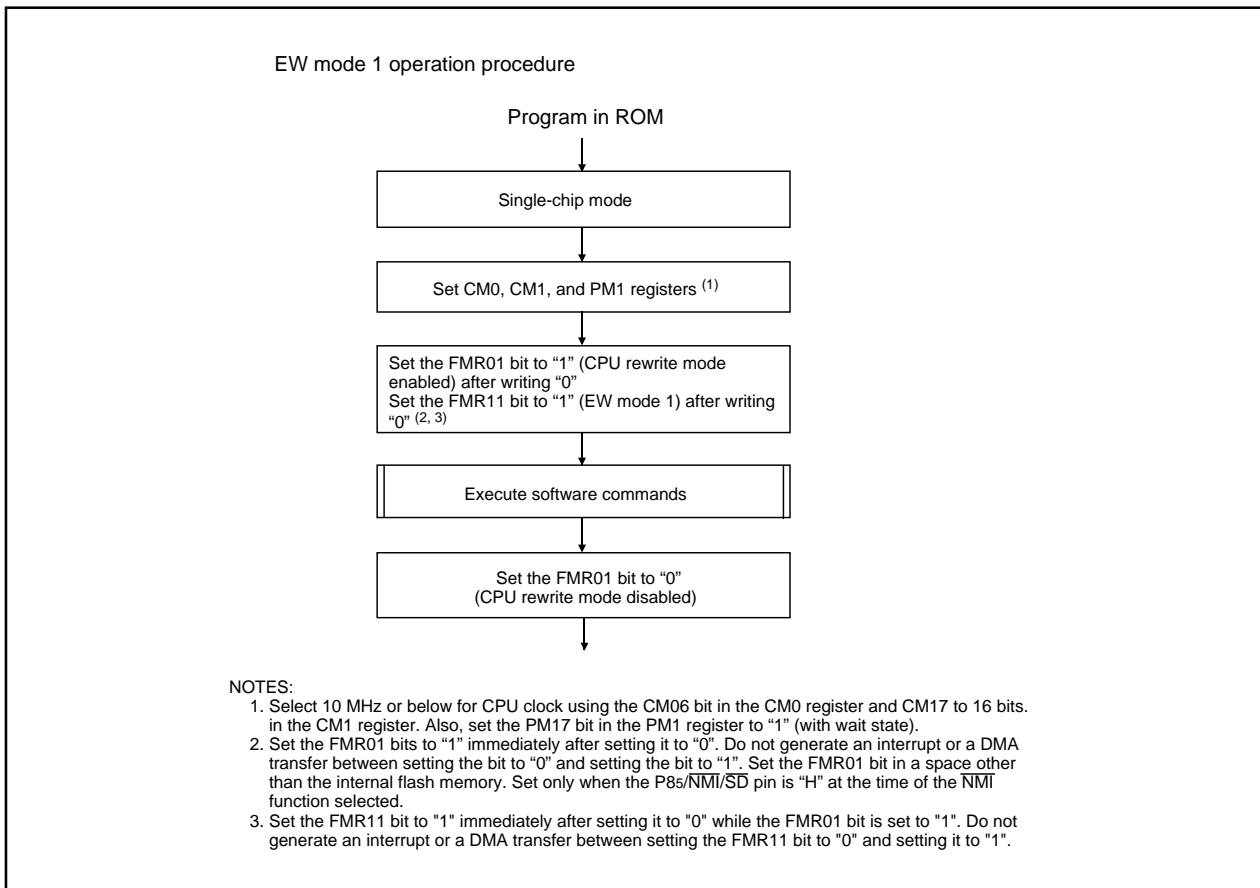 EW mode 1 operation procedure
Program in ROM
Single-chip mode
Set CM0, CM1, and PM1 registers (1)
Set the FMR01 bit to “1” (CPU rewrite mode
enabled) after writing “0”
Set the FMR11 bit to “1” (EW mode 1) after writing
“0” (2, 3)
Execute software commands
Set the FMR01 bit to “0”
(CPU rewrite mode disabled)
NOTES:
1. Select 10 MHz or below for CPU clock using the CM06 bit in the CM0 register and CM17 to 16 bits.
in the CM1 register. Also, set the PM17 bit in the PM1 register to “1” (with wait state).
2. Set the FMR01 bits to “1” immediately after setting it to “0”. Do not generate an interrupt or a DMA
transfer between setting the bit to “0” and setting the bit to “1”. Set the FMR01 bit in a space other
than the internal flash memory. Set only when the P85/NMI/SD pin is “H” at the time of the NMI
function selected.
3. Set the FMR11 bit to "1" immediately after setting it to "0" while the FMR01 bit is set to "1". Do not
generate an interrupt or a DMA transfer between setting the FMR11 bit to "0" and setting it to "1".